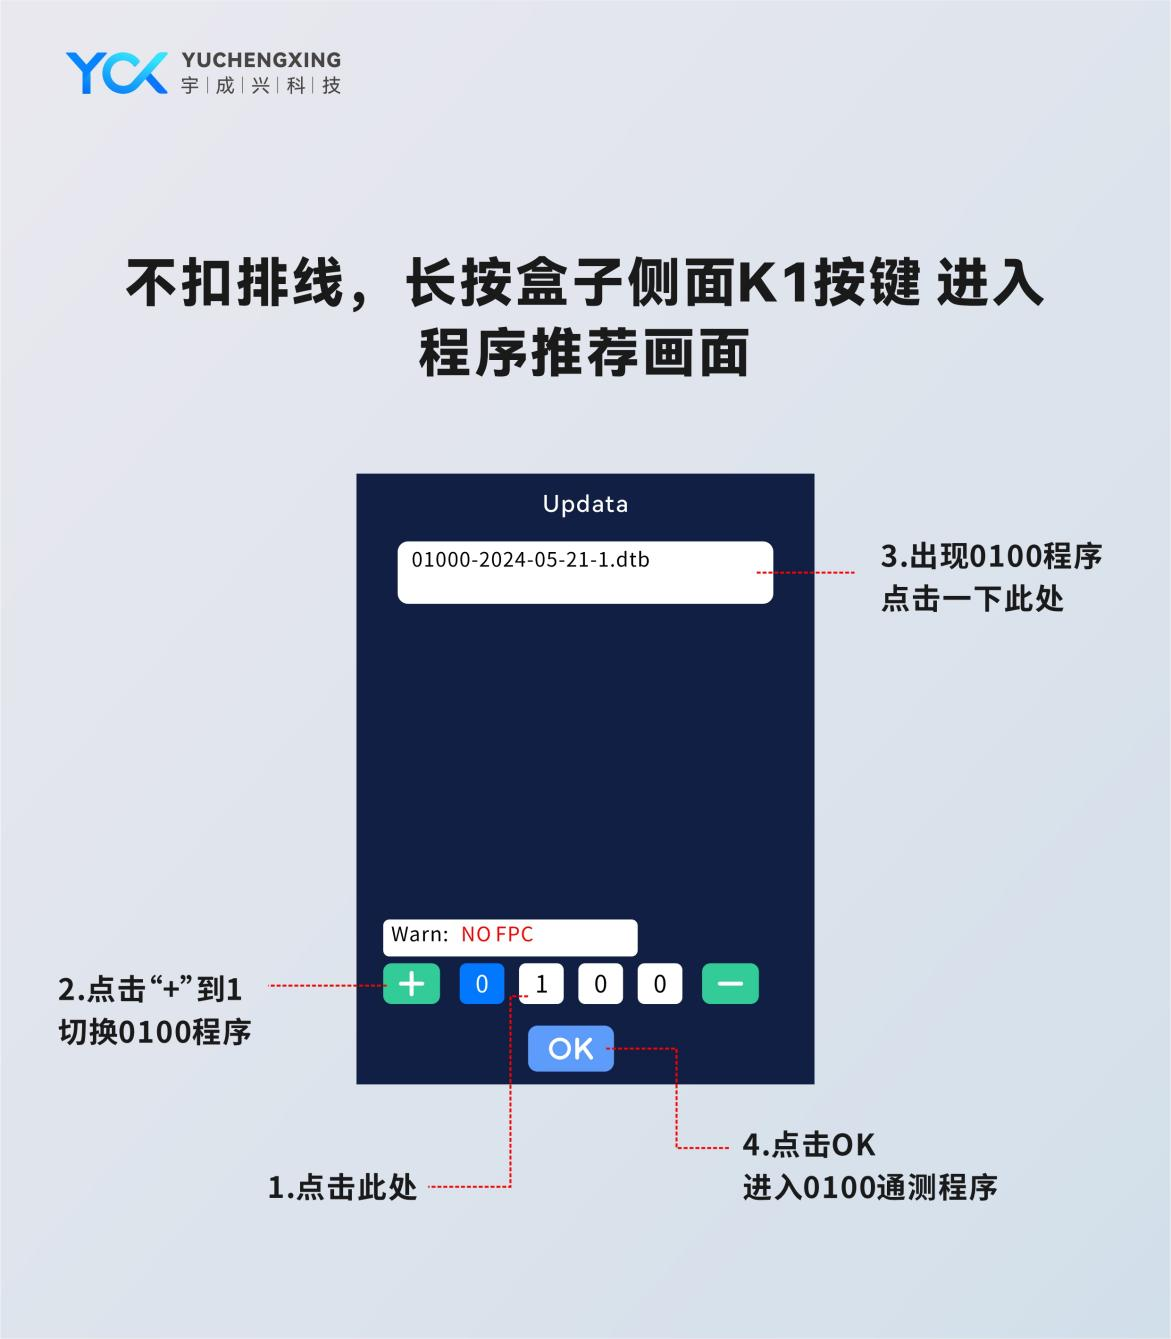 YCX
YUCHENGXING
宇|成|兴|科|技
不扣排线，长按盒子侧面K1按键 进入
程序推荐画面
Updata
01000-2024-05-21-1.dtb
3.出现0100程序
点击一下此处
Warn: NO FPC
2.点击“+”到1
切换0100程序
+ 0 1 0 0 −
OK
4.点击OK
进入0100通测程序
1.点击此处